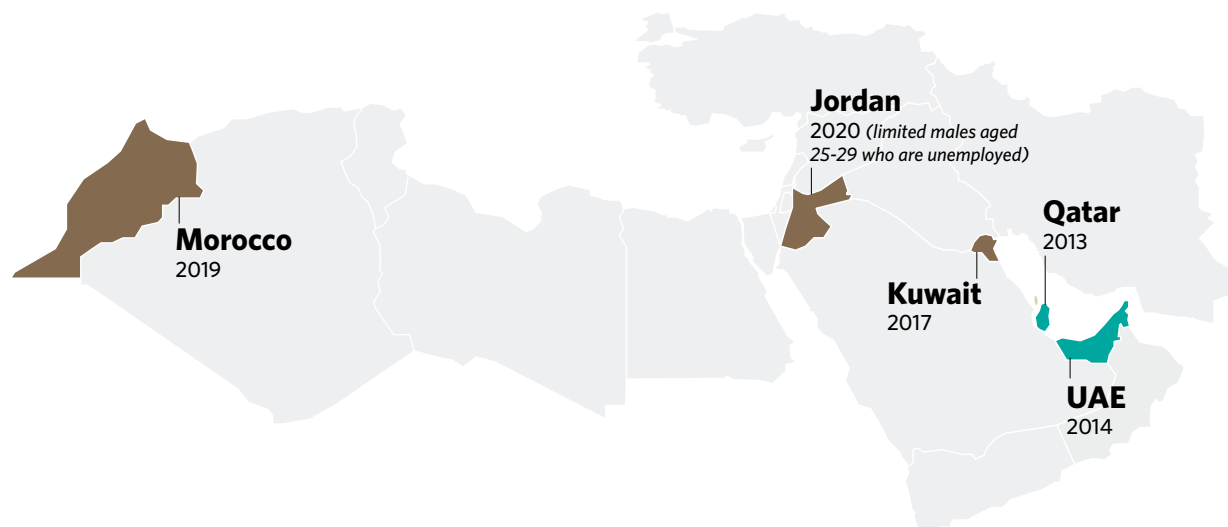 Jordan
2020 (limited males aged
25-29 who are unemployed)
Qatar
2013
Morocco
2019
Kuwait
2017
UAE
2014